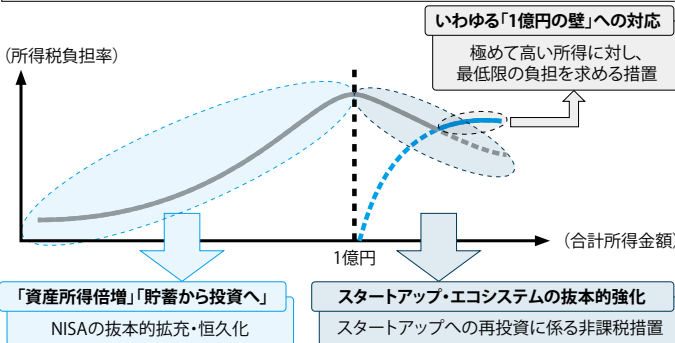 いわゆる「1億円の壁」への対応
極めて高い所得に対し、
最低限の負担を求める措置
（所得税負担率）
1億円
（合計所得金額）
「資産所得倍増」「貯蓄から投資へ」
NISAの抜本的拡充・恒久化
スタートアップ・エコシステムの抜本的強化
スタートアップへの再投資に係る非課税措置